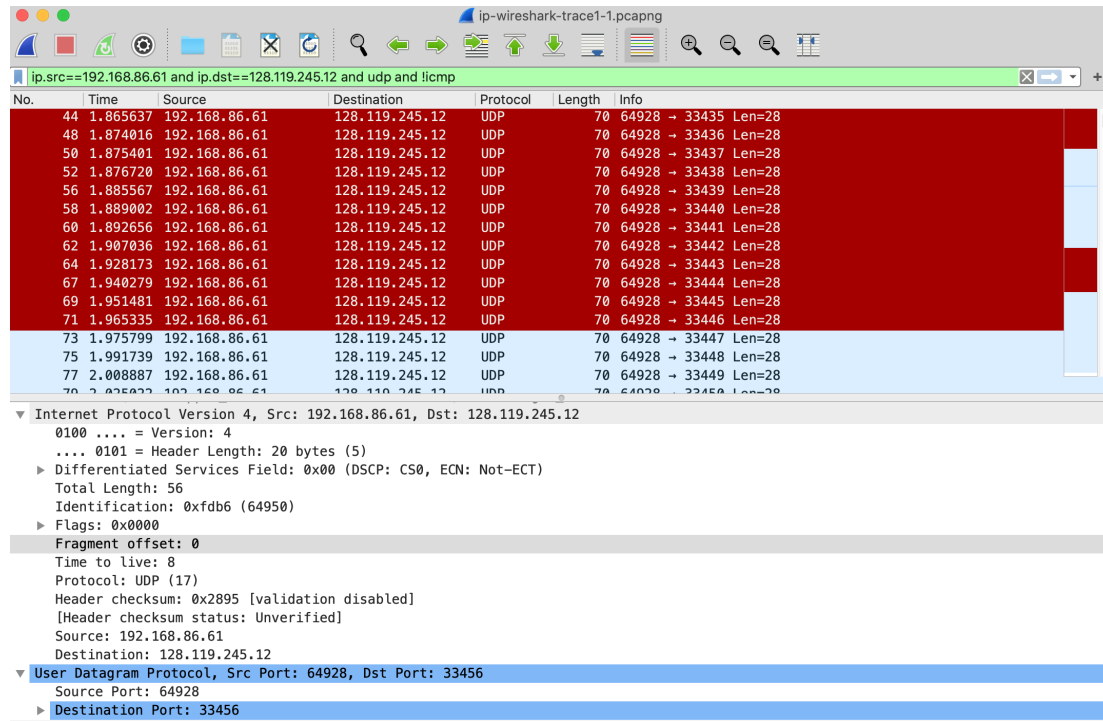 ip-wireshark-trace1-1.pcapng
ip.src==192.168.86.61 and ip.dst==128.119.245.12 and udp and !icmp
No. Time Source Destination Protocol Length Info
44 1.865637 192.168.86.61 128.119.245.12 UDP 70 64928 → 33435 Len=28
48 1.874016 192.168.86.61 128.119.245.12 UDP 70 64928 → 33436 Len=28
50 1.875401 192.168.86.61 128.119.245.12 UDP 70 64928 → 33437 Len=28
52 1.876720 192.168.86.61 128.119.245.12 UDP 70 64928 → 33438 Len=28
56 1.885567 192.168.86.61 128.119.245.12 UDP 70 64928 → 33439 Len=28
58 1.889002 192.168.86.61 128.119.245.12 UDP 70 64928 → 33440 Len=28
60 1.892656 192.168.86.61 128.119.245.12 UDP 70 64928 → 33441 Len=28
62 1.907036 192.168.86.61 128.119.245.12 UDP 70 64928 → 33442 Len=28
64 1.928173 192.168.86.61 128.119.245.12 UDP 70 64928 → 33443 Len=28
67 1.940279 192.168.86.61 128.119.245.12 UDP 70 64928 → 33444 Len=28
69 1.951481 192.168.86.61 128.119.245.12 UDP 70 64928 → 33445 Len=28
71 1.965335 192.168.86.61 128.119.245.12 UDP 70 64928 → 33446 Len=28
73 1.975799 192.168.86.61 128.119.245.12 UDP 70 64928 → 33447 Len=28
75 1.991739 192.168.86.61 128.119.245.12 UDP 70 64928 → 33448 Len=28
77 2.008887 192.168.86.61 128.119.245.12 UDP 70 64928 → 33449 Len=28
79 2.025022 192.168.86.61 128.119.245.12 UDP 70 64928 → 33450 Len=28
Internet Protocol Version 4, Src: 192.168.86.61, Dst: 128.119.245.12
0100 .... = Version: 4
.... 0101 = Header Length: 20 bytes (5)
Differentiated Services Field: 0x00 (DSCP: CS0, ECN: Not-ECT)
Total Length: 56
Identification: 0xfdb6 (64950)
Flags: 0x0000
Fragment offset: 0
Time to live: 8
Protocol: UDP (17)
Header checksum: 0x2895 [validation disabled]
[Header checksum status: Unverified]
Source: 192.168.86.61
Destination: 128.119.245.12
User Datagram Protocol, Src Port: 64928, Dst Port: 33456
Source Port: 64928
Destination Port: 33456